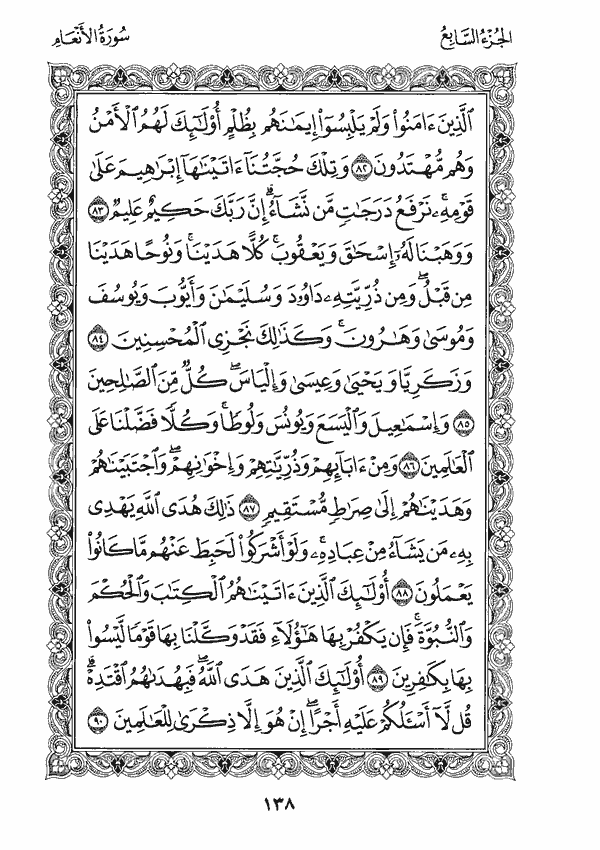 الجُزْءُ السَّابِعُ
سُورَةُ الأَنْعَامِ
ٱلَّذِينَ ءَامَنُوا۟ وَلَمْ يَلْبِسُوٓا۟ إِيمَـٰنَهُم بِظُلْمٍ أُو۟لَـٰٓئِكَ لَهُمُ ٱلْأَمْنُ
وَهُم مُّهْتَدُونَ ٨٢ وَتِلْكَ حُجَّتُنَآ ءَاتَيْنَـٰهَآ إِبْرَٰهِيمَ عَلَىٰ
قَوْمِهِۦ ۚ نَرْفَعُ دَرَجَـٰتٍ مَّن نَّشَآءُ ۗ إِنَّ رَبَّكَ حَكِيمٌ عَلِيمٌ ٨٣
وَوَهَبْنَا لَهُۥٓ إِسْحَـٰقَ وَيَعْقُوبَ ۚ كُلًّا هَدَيْنَا ۚ وَنُوحًا هَدَيْنَا
مِن قَبْلُ ۖ وَمِن ذُرِّيَّتِهِۦ دَاوُۥدَ وَسُلَيْمَـٰنَ وَأَيُّوبَ وَيُوسُفَ
وَمُوسَىٰ وَهَـٰرُونَ ۚ وَكَذَٰلِكَ نَجْزِى ٱلْمُحْسِنِينَ ٨٤
وَزَكَرِيَّا وَيَحْيَىٰ وَعِيسَىٰ وَإِلْيَاسَ ۖ كُلٌّ مِّنَ ٱلصَّـٰلِحِينَ
٨٥ وَإِسْمَـٰعِيلَ وَٱلْيَسَعَ وَيُونُسَ وَلُوطًا ۚ وَكُلًّا فَضَّلْنَا عَلَى
ٱلْعَـٰلَمِينَ ٨٦ وَمِنْ ءَابَآئِهِمْ وَذُرِّيَّـٰتِهِمْ وَإِخْوَٰنِهِمْ ۖ وَٱجْتَبَيْنَـٰهُمْ
وَهَدَيْنَـٰهُمْ إِلَىٰ صِرَٰطٍ مُّسْتَقِيمٍ ٨٧ ذَٰلِكَ هُدَى ٱللَّهِ يَهْدِى
بِهِۦ مَن يَشَآءُ مِنْ عِبَادِهِۦ ۚ وَلَوْ أَشْرَكُوا۟ لَحَبِطَ عَنْهُم مَّا كَانُوا۟
يَعْمَلُونَ ٨٨ أُو۟لَـٰٓئِكَ ٱلَّذِينَ ءَاتَيْنَـٰهُمُ ٱلْكِتَـٰبَ وَٱلْحُكْمَ
وَٱلنُّبُوَّةَ ۚ فَإِن يَكْفُرْ بِهَا هَـٰٓؤُلَآءِ فَقَدْ وَكَّلْنَا بِهَا قَوْمًا لَّيْسُوا۟
بِهَا بِكَـٰفِرِينَ ٨٩ أُو۟لَـٰٓئِكَ ٱلَّذِينَ هَدَى ٱللَّهُ ۖ فَبِهُدَىٰهُمُ ٱقْتَدِهْ ۗ
قُل لَّآ أَسْـَٔلُكُمْ عَلَيْهِ أَجْرًا ۖ إِنْ هُوَ إِلَّا ذِكْرَىٰ لِلْعَـٰلَمِينَ ٩٠
١٣٨